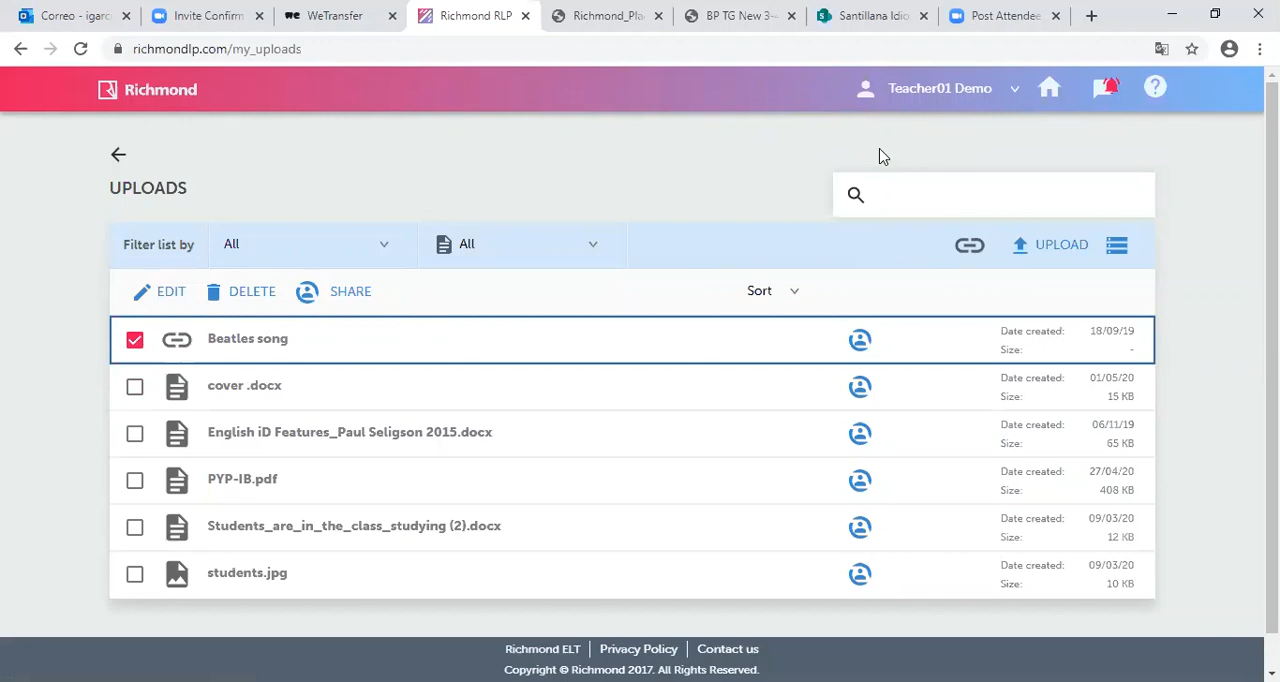 Correo - igarc
Invite Confirm
WeTransfer
Richmond RLP
Richmond_Pla
BP TG New 3-4
Santillana Idio
Post Attendee
richmondlp.com/my_uploads
Richmond
Teacher01 Demo
UPLOADS
Filter list by All All UPLOAD
EDIT DELETE SHARE Sort
Beatles song Date created: 18/09/19
Size: -
cover .docx Date created: 01/05/20
Size: 15 KB
English iD Features_Paul Seligson 2015.docx Date created: 06/11/19
Size: 65 KB
PYP-IB.pdf Date created: 27/04/20
Size: 408 KB
Students_are_in_the_class_studying (2).docx Date created: 09/03/20
Size: 12 KB
students.jpg Date created: 09/03/20
Size: 10 KB
Richmond ELT | Privacy Policy | Contact us
Copyright © Richmond 2017. All Rights Reserved.